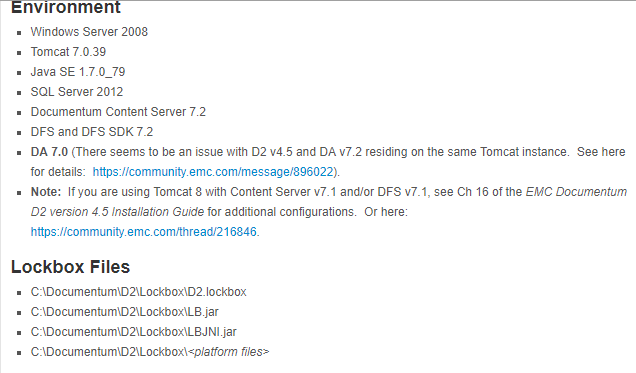 Environment
Windows Server 2008
Tomcat 7.0.39
Java SE 1.7.0_79
SQL Server 2012
Documentum Content Server 7.2
DFS and DFS SDK 7.2
DA 7.0 (There seems to be an issue with D2 v4.5 and DA v7.2 residing on the same Tomcat instance.  See here
for details:  https://community.emc.com/message/896022).
Note:  If you are using Tomcat 8 with Content Server v7.1 and/or DFS v7.1, see Ch 16 of the EMC Documentum
D2 version 4.5 Installation Guide for additional configurations.  Or here:
https://community.emc.com/thread/216846.
Lockbox Files
C:\Documentum\D2\Lockbox\D2.lockbox
C:\Documentum\D2\Lockbox\LB.jar
C:\Documentum\D2\Lockbox\LBJNI.jar
C:\Documentum\D2\Lockbox\<platform files>